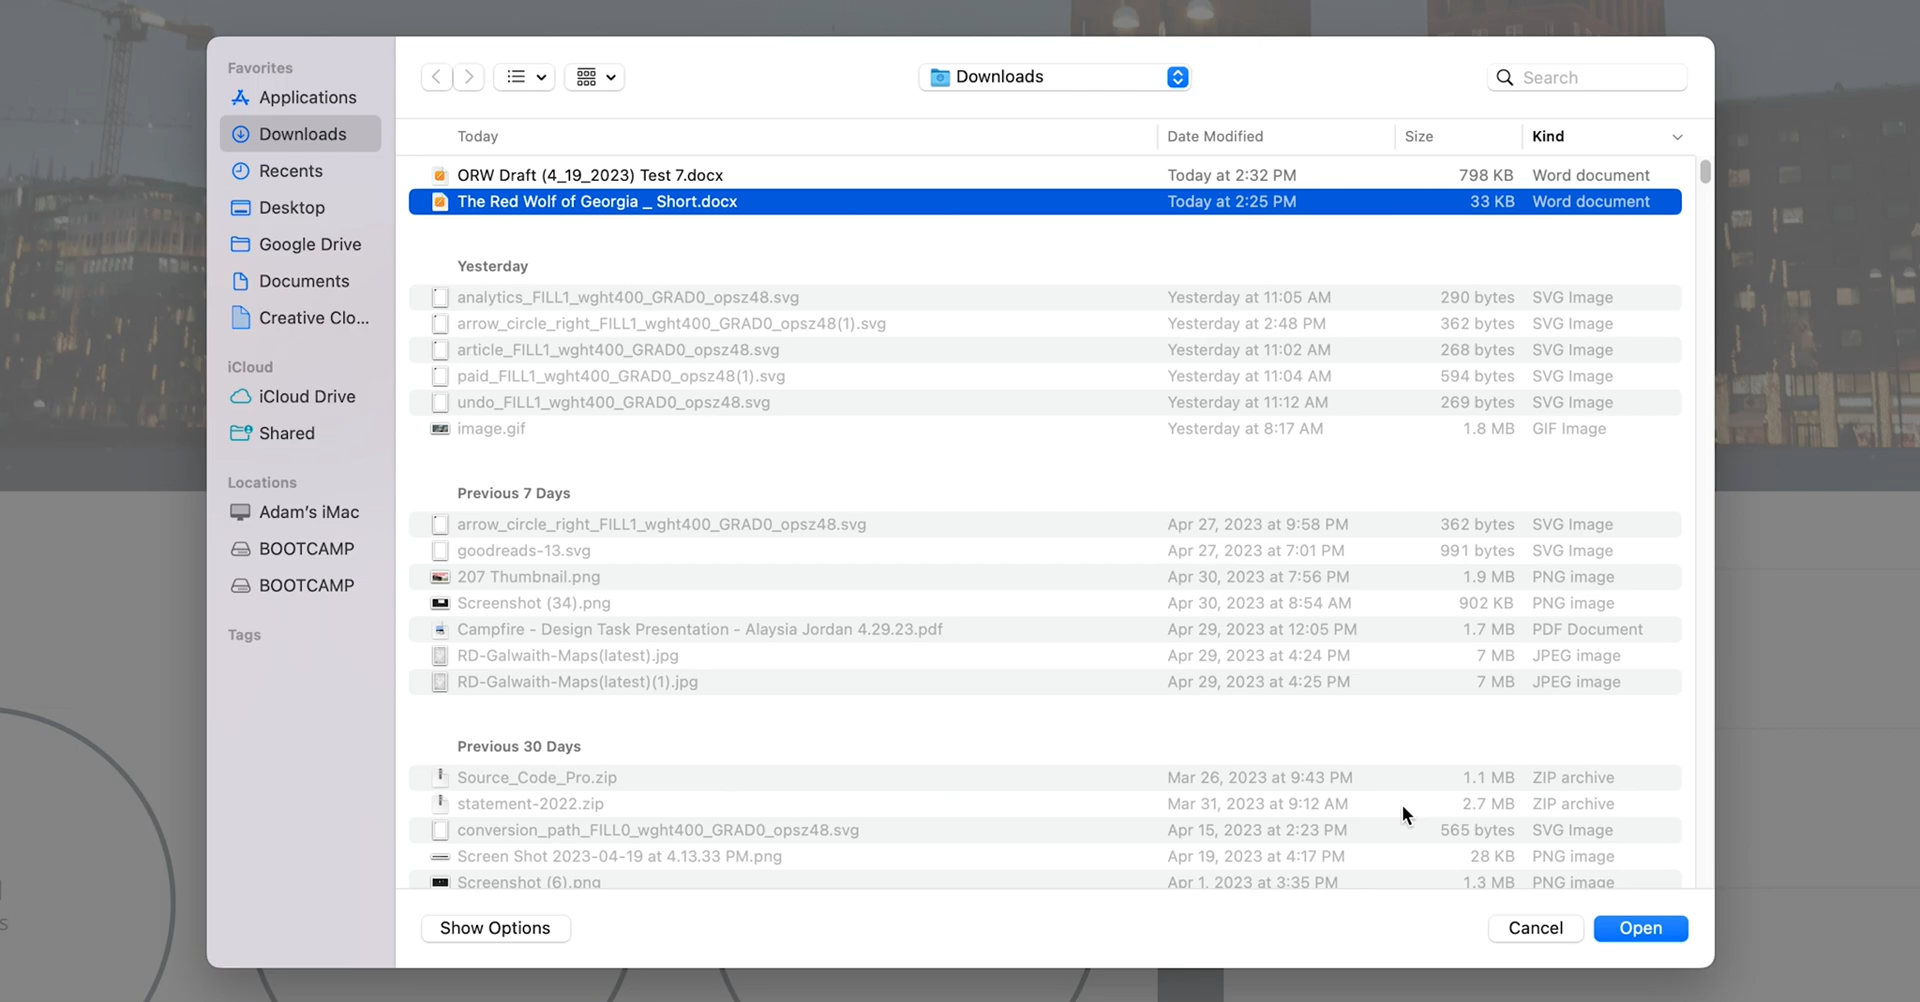 Favorites
Applications
Downloads
Recents
Desktop
Google Drive
Documents
Creative Clo...
iCloud
iCloud Drive
Shared
Locations
Adam's iMac
BOOTCAMP
BOOTCAMP
Tags
Downloads
Search
Today Date Modified Size Kind
ORW Draft (4_19_2023) Test 7.docx Today at 2:32 PM 798 KB Word document
The Red Wolf of Georgia _ Short.docx Today at 2:25 PM 33 KB Word document
Yesterday
analytics_FILL1_wght400_GRAD0_opsz48.svg Yesterday at 11:05 AM 290 bytes SVG Image
arrow_circle_right_FILL1_wght400_GRAD0_opsz48(1).svg Yesterday at 2:48 PM 362 bytes SVG Image
article_FILL1_wght400_GRAD0_opsz48.svg Yesterday at 11:02 AM 268 bytes SVG Image
paid_FILL1_wght400_GRAD0_opsz48(1).svg Yesterday at 11:04 AM 594 bytes SVG Image
undo_FILL1_wght400_GRAD0_opsz48.svg Yesterday at 11:12 AM 269 bytes SVG Image
image.gif Yesterday at 8:17 AM 1.8 MB GIF Image
Previous 7 Days
arrow_circle_right_FILL1_wght400_GRAD0_opsz48.svg Apr 27, 2023 at 9:58 PM 362 bytes SVG Image
goodreads-13.svg Apr 27, 2023 at 7:01 PM 991 bytes SVG Image
207 Thumbnail.png Apr 30, 2023 at 7:56 PM 1.9 MB PNG image
Screenshot (34).png Apr 30, 2023 at 8:54 AM 902 KB PNG image
Campfire - Design Task Presentation - Alaysia Jordan 4.29.23.pdf Apr 29, 2023 at 12:05 PM 1.7 MB PDF Document
RD-Galwaith-Maps(latest).jpg Apr 29, 2023 at 4:24 PM 7 MB JPEG image
RD-Galwaith-Maps(latest)(1).jpg Apr 29, 2023 at 4:25 PM 7 MB JPEG image
Previous 30 Days
Source_Code_Pro.zip Mar 26, 2023 at 9:43 PM 1.1 MB ZIP archive
statement-2022.zip Mar 31, 2023 at 9:12 AM 2.7 MB ZIP archive
conversion_path_FILL0_wght400_GRAD0_opsz48.svg Apr 15, 2023 at 2:23 PM 565 bytes SVG Image
Screen Shot 2023-04-19 at 4.13.33 PM.png Apr 19, 2023 at 4:17 PM 28 KB PNG image
Screenshot (6).png Apr 1, 2023 at 3:35 PM 1.3 MB PNG image
Show Options Cancel Open